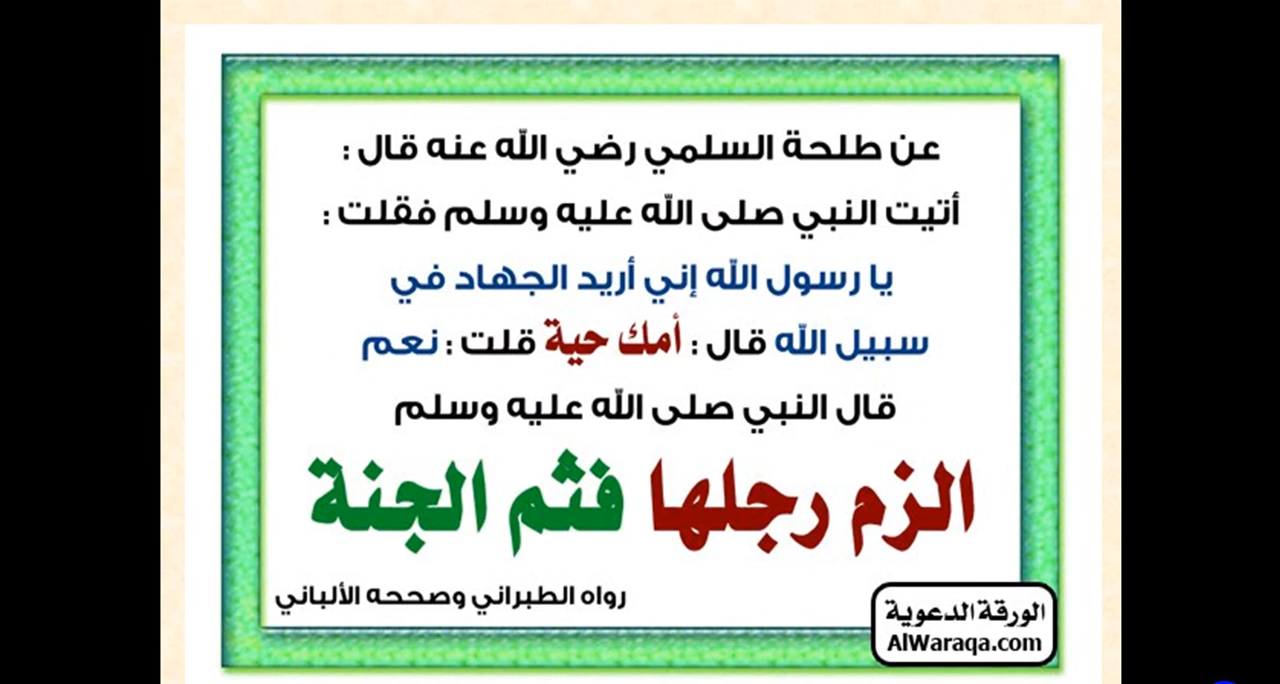 عن طلحة السلمي رضي الله عنه قال :
أتيت النبي صلى الله عليه وسلم فقلت :
يا رسول الله إني أريد الجهاد في
سبيل الله قال : أمك حية قلت : نعم
قال النبي صلى الله عليه وسلم
الزم رجلها فثم الجنة
رواه الطبراني وصححه الألباني
الورقة الدعوية
AlWaraqa.com